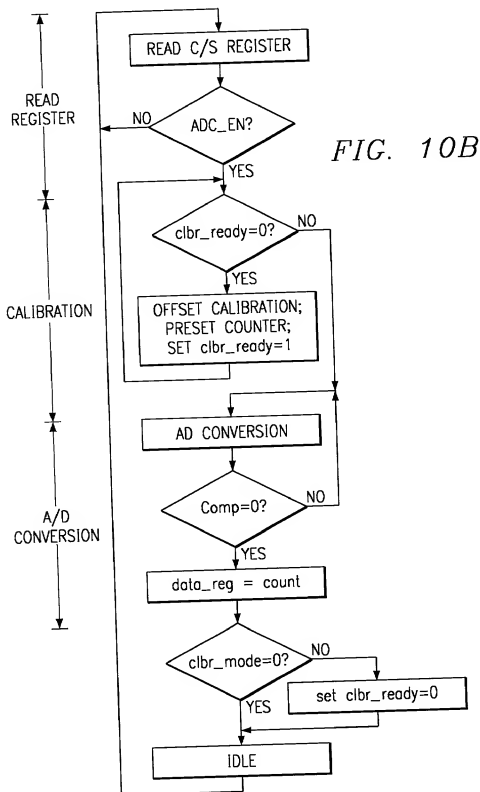 READ C/S REGISTER
READ
REGISTER
NO
ADC_EN?
FIG. 10B
YES
clbr_ready=0?
NO
YES
CALIBRATION
OFFSET CALIBRATION;
PRESET COUNTER;
SET clbr_ready=1
AD CONVERSION
A/D
CONVERSION
Comp=0?
NO
YES
data_reg = count
clbr_mode=0?
NO
YES
set clbr_ready=0
IDLE